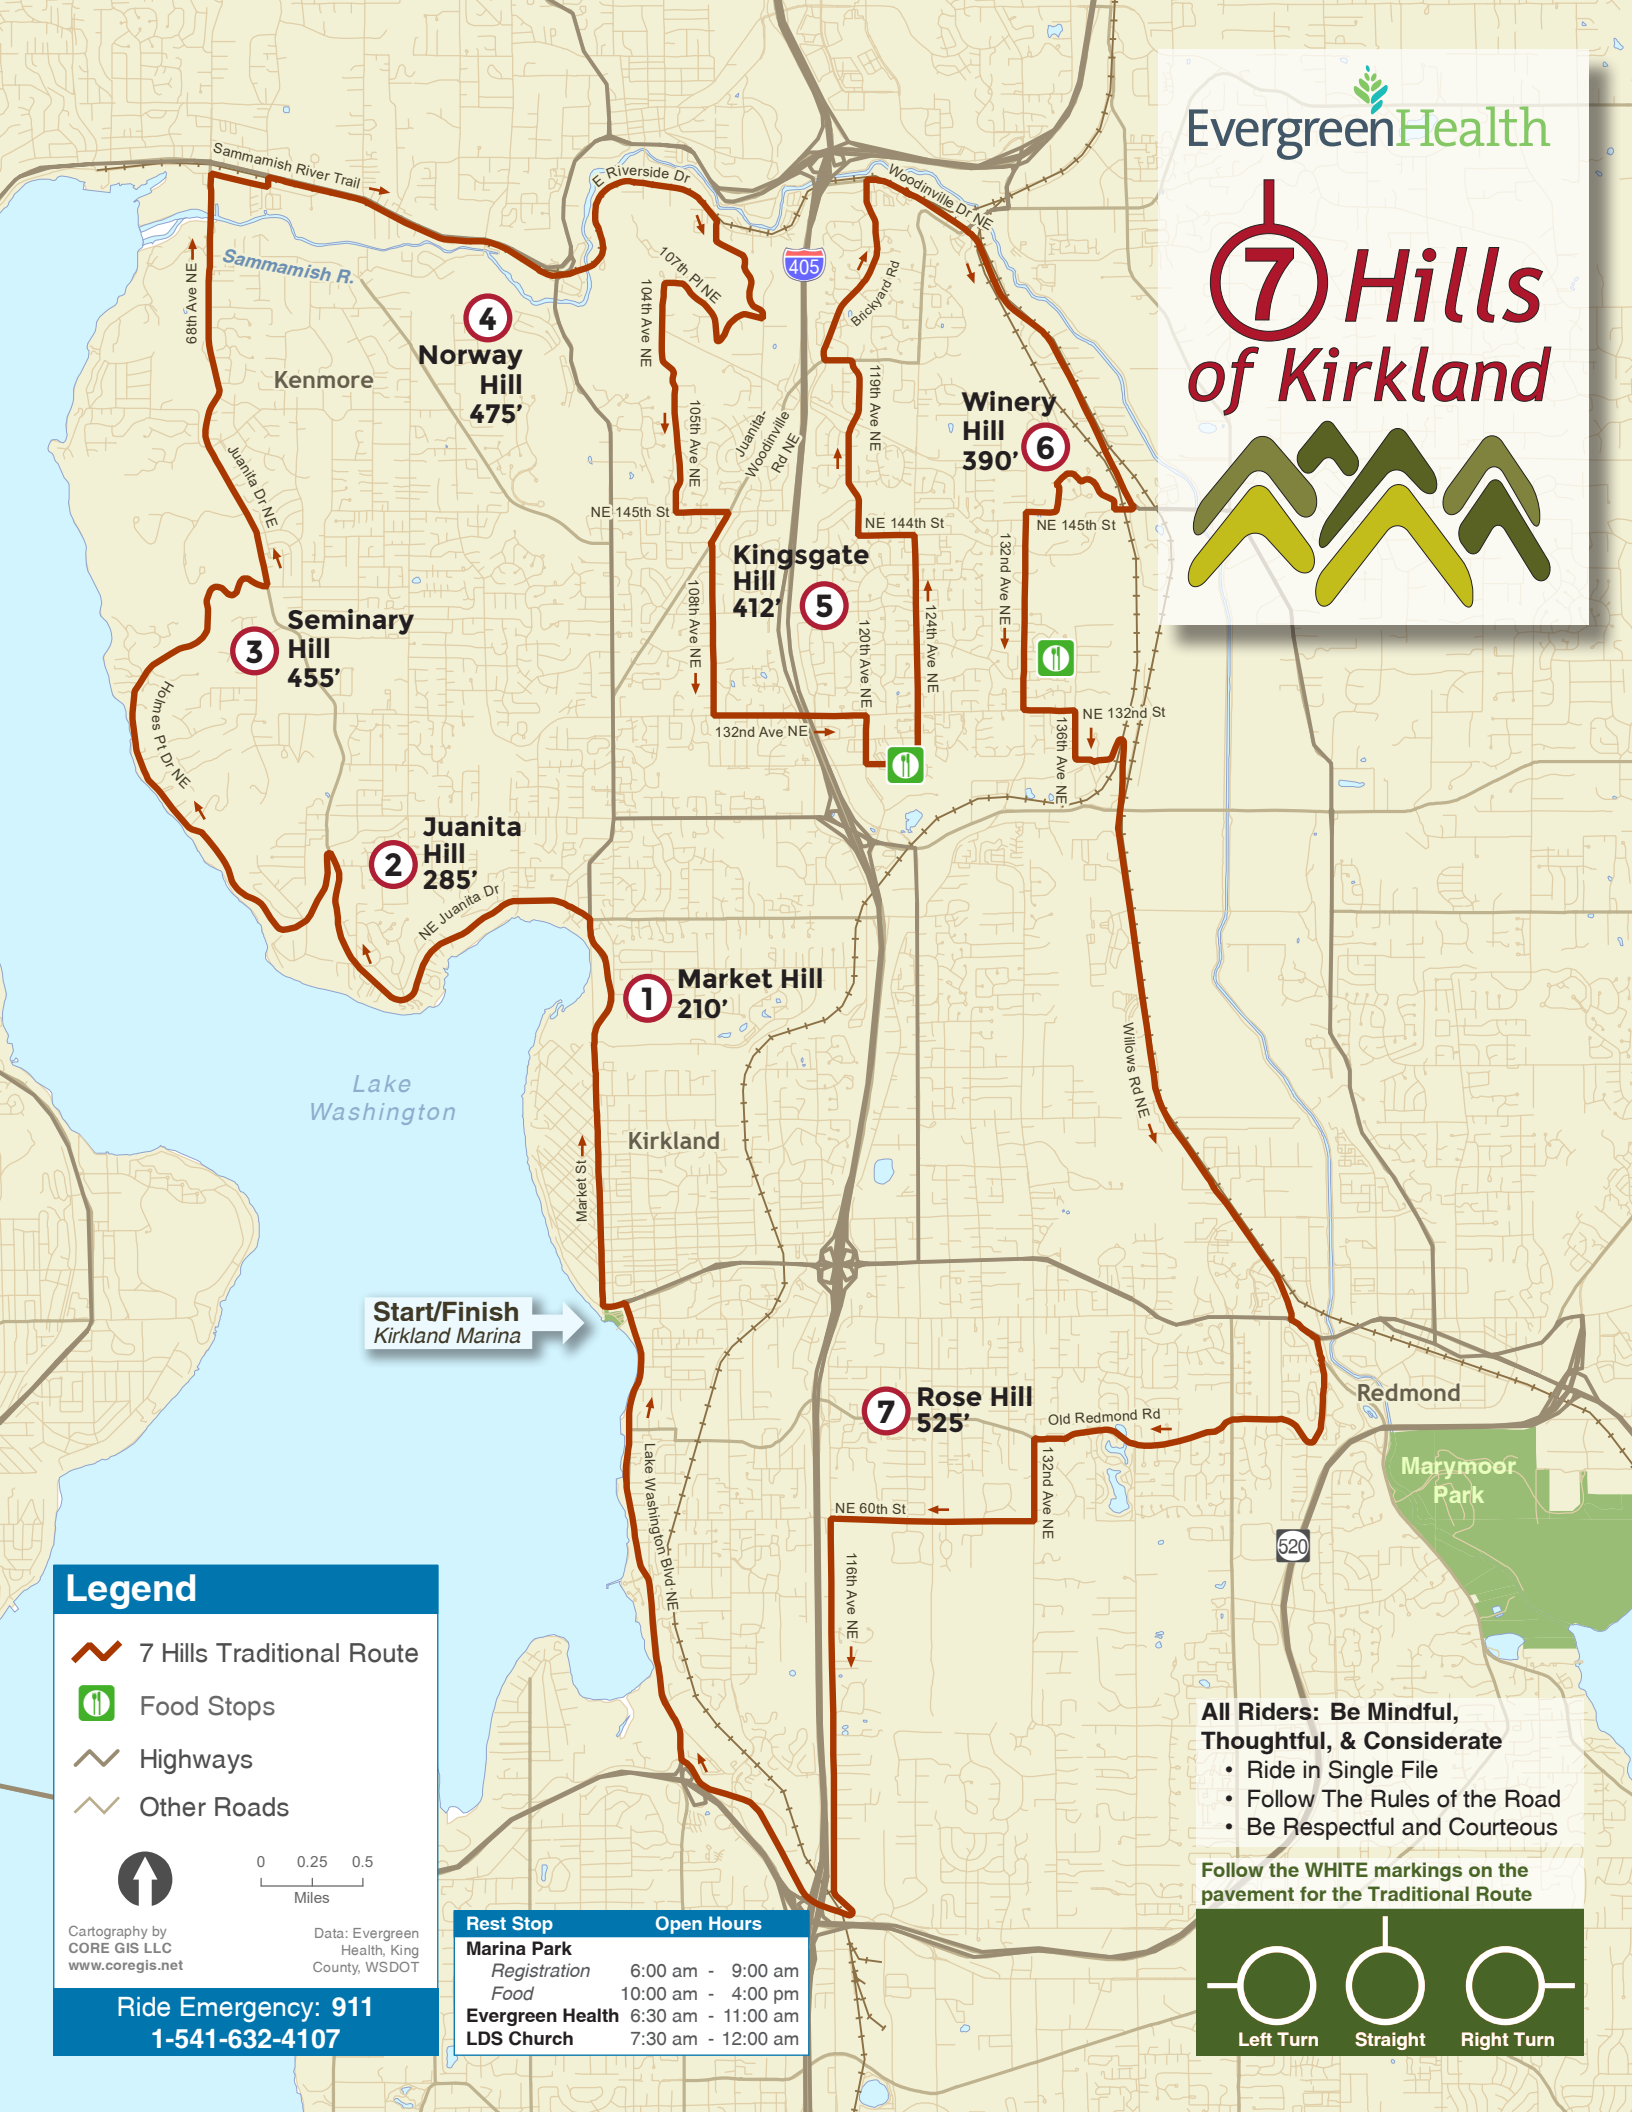 EvergreenHealth
7 Hills
of Kirkland
Sammamish River Trail
E Riverside Dr
Woodinville Dr NE
Sammamish R.
68th Ave NE
405
107th Pl NE
104th Ave NE
Brickyard Rd
4
Norway
Hill
475’
Kenmore
Juanita Dr NE
105th Ave NE
Juanita-
Woodinville
Rd NE
119th Ave NE
Winery
Hill
390’
6
NE 145th St
NE 144th St
NE 145th St
Kingsgate
Hill
412’
5
132nd Ave NE
108th Ave NE
120th Ave NE
124th Ave NE
3
Seminary
Hill
455’
Holmes Pt Dr NE
132nd Ave NE
NE 132nd St
136th Ave NE
2
Juanita
Hill
285’
NE Juanita Dr
1
Market Hill
210’
Lake
Washington
Kirkland
Market St
Willows Rd NE
Start/Finish
Kirkland Marina
7
Rose Hill
525’
Old Redmond Rd
Redmond
132nd Ave NE
NE 60th St
Marymoor
Park
520
Lake Washington Blvd NE
116th Ave NE
Legend
7 Hills Traditional Route
Food Stops
Highways
Other Roads
0 0.25 0.5
Miles
Cartography by
CORE GIS LLC
www.coregis.net
Data: Evergreen
Health, King
County, WSDOT
Ride Emergency: 911
1-541-632-4107
Rest Stop Open Hours
Marina Park
Registration 6:00 am - 9:00 am
Food 10:00 am - 4:00 pm
Evergreen Health 6:30 am - 11:00 am
LDS Church 7:30 am - 12:00 am
All Riders: Be Mindful,
Thoughtful, & Considerate
• Ride in Single File
• Follow The Rules of the Road
• Be Respectful and Courteous
Follow the WHITE markings on the
pavement for the Traditional Route
Left Turn Straight Right Turn